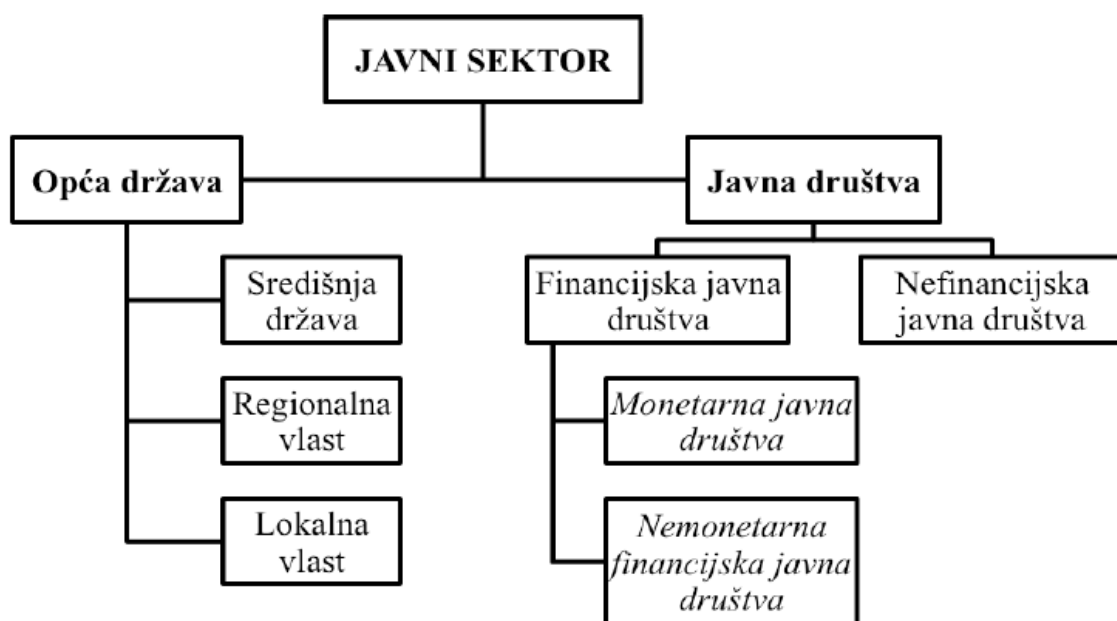 JAVNI SEKTOR
Opća država
Javna društva
Središnja
država
Financijska javna
društva
Nefinancijska
javna društva
Regionalna
vlast
Monetarna javna
društva
Lokalna
vlast
Nemonetarna
financijska javna
društva